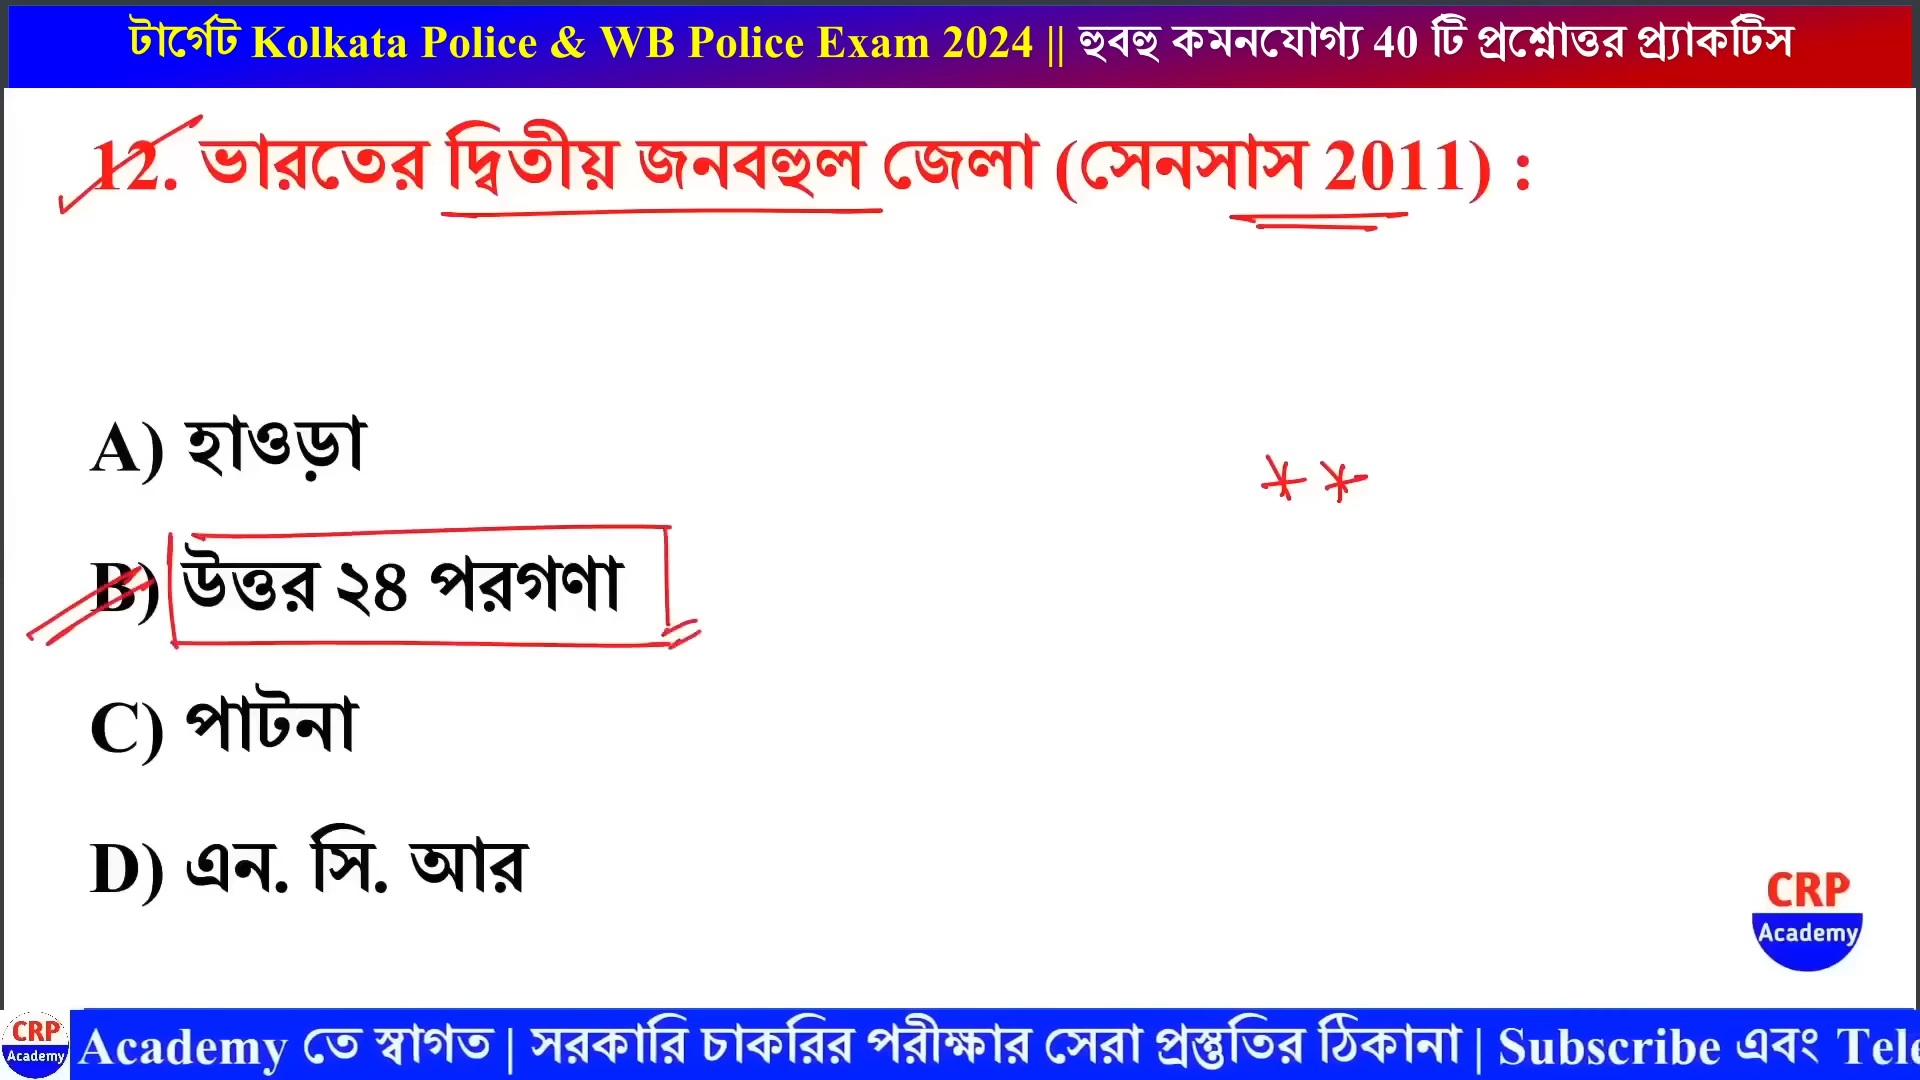 টার্গেট Kolkata Police & WB Police Exam 2024 || হুবহু কমনযোগ্য 40 টি প্রশ্নোত্তর প্র্যাকটিস
12. ভারতের দ্বিতীয় জনবহুল জেলা (সেনসাস 2011) :
A) হাওড়া
B) উত্তর ২8 পরগণা
C) পাটনা
D) এন. সি. আর
CRP
Academy
CRP
Academy
Academy তে স্বাগত | সরকারি চাকরির পরীক্ষার সেরা প্রস্তুতির ঠিকানা | Subscribe এবং Tele